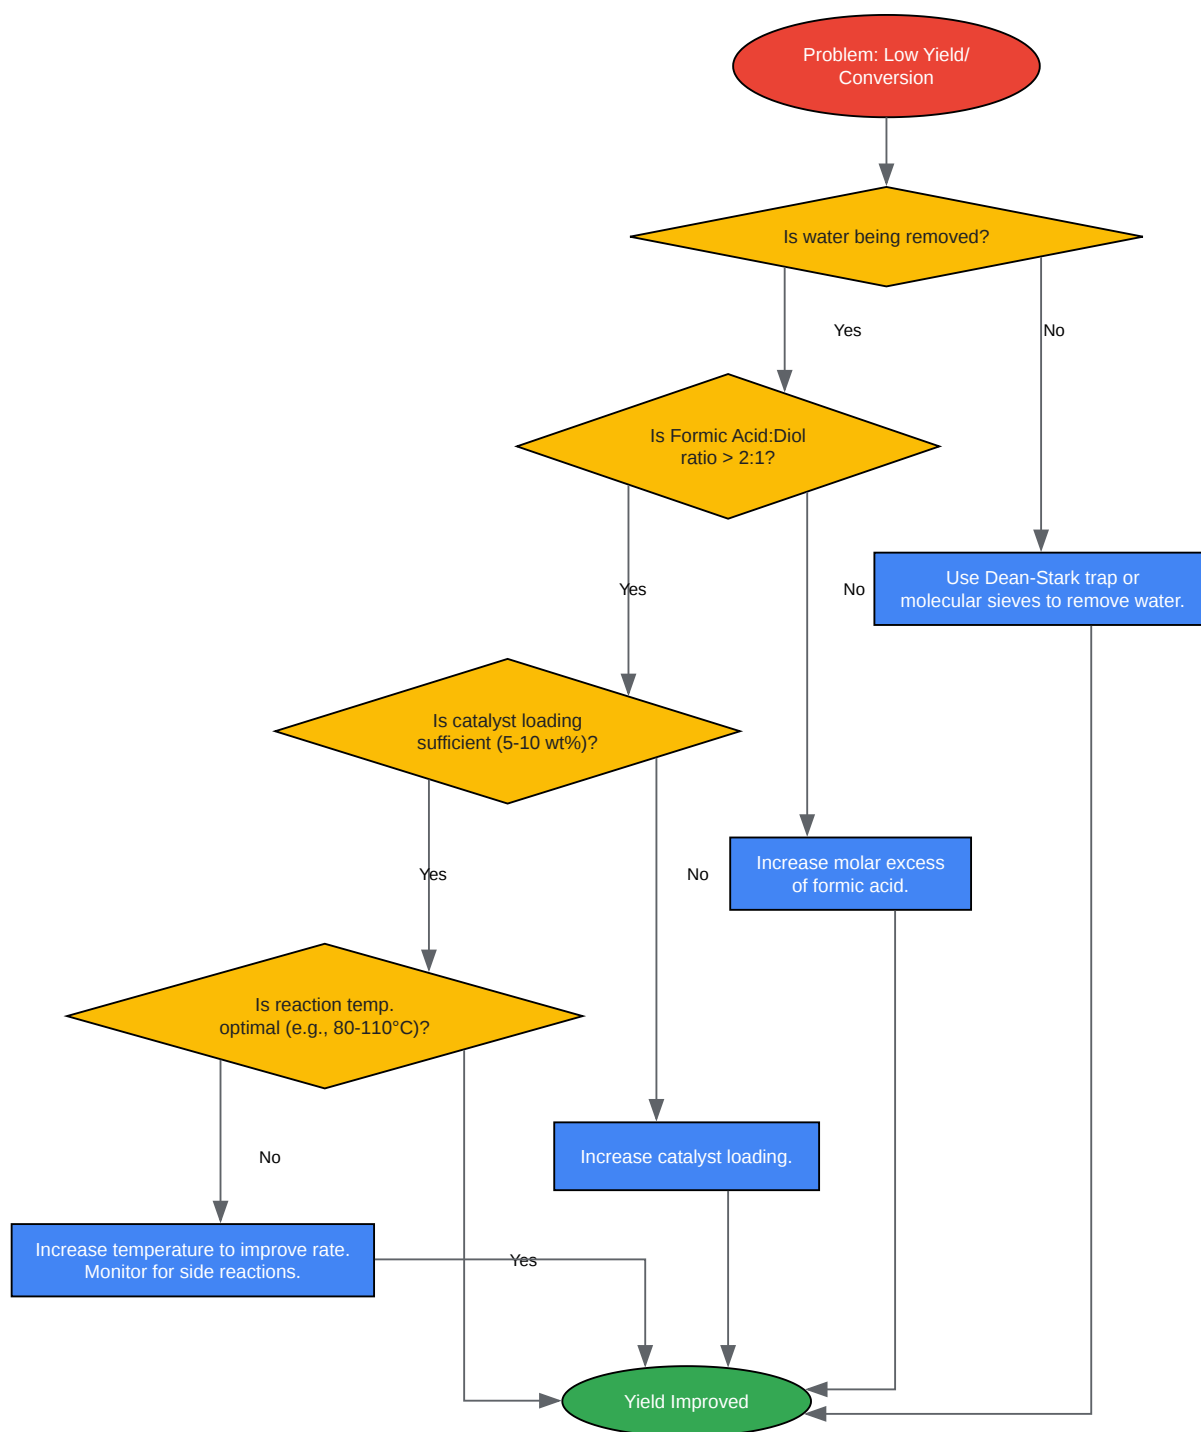 Problem: Low Yield/
Conversion
Is water being removed?
Yes
No
Is Formic Acid:Diol
ratio > 2:1?
Use Dean-Stark trap or
molecular sieves to remove water.
Yes
No
Is catalyst loading
sufficient (5-10 wt%)?
Increase molar excess
of formic acid.
Yes
No
Is reaction temp.
optimal (e.g., 80-110°C)?
Increase catalyst loading.
No
Increase temperature to improve rate.
Monitor for side reactions.
Yes
Yield Improved